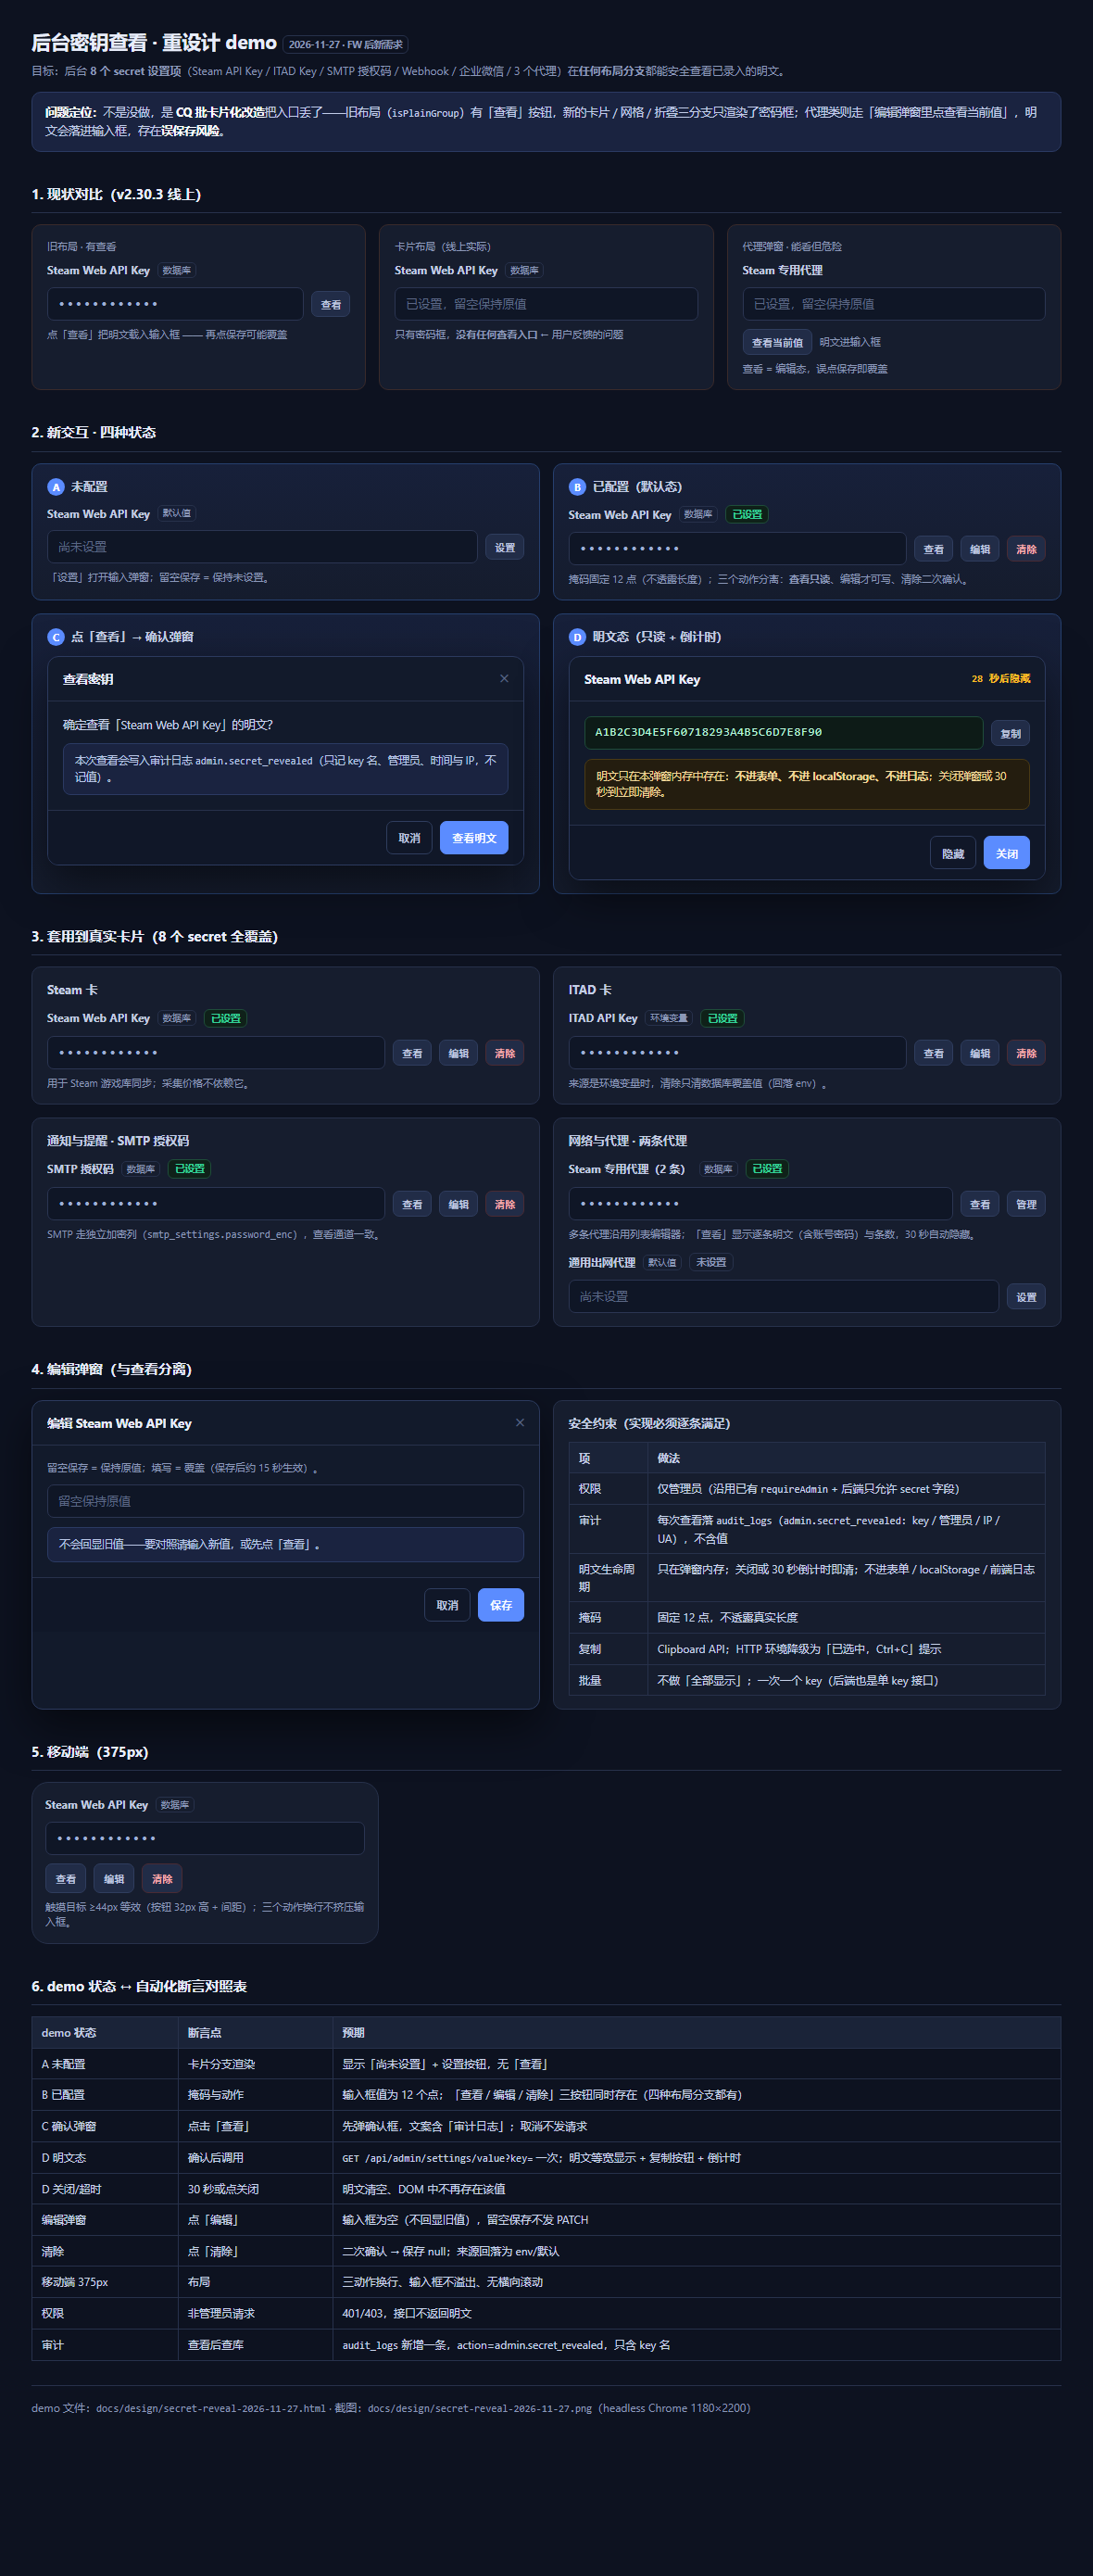 后台密钥查看 · 重设计 demo 2026-11-27 · FW 后新需求
目标：后台 8 个 secret 设置项（Steam API Key / ITAD Key / SMTP 授权码 / Webhook / 企业微信 / 3 个代理）在任何布局分支都能安全查看已录入的明文。
问题定位：不是没做，是 CQ 批卡片化改造把入口丢了——旧布局（isPlainGroup）有「查看」按钮，新的卡片 / 网格 / 折叠三分支只渲染了密码框；代理类则走「编辑弹窗里点查看当前值」，明
文会落进输入框，存在误保存风险。
1. 现状对比（v2.30.3 线上）
旧布局 · 有查看
Steam Web API Key 数据库
•••••••••••• 查看
点「查看」把明文载入输入框 —— 再点保存可能覆盖
卡片布局（线上实际）
Steam Web API Key 数据库
已设置，留空保持原值
只有密码框，没有任何查看入口 ← 用户反馈的问题
代理弹窗 · 能看但危险
Steam 专用代理
已设置，留空保持原值
查看当前值 明文进输入框
查看 = 编辑态，误点保存即覆盖
2. 新交互 · 四种状态
A 未配置
Steam Web API Key 默认值
尚未设置 设置
「设置」打开输入弹窗；留空保存 = 保持未设置。
B 已配置（默认态）
Steam Web API Key 数据库 已设置
•••••••••••• 查看 编辑 清除
掩码固定 12 点（不透露长度）；三个动作分离：查看只读、编辑才可写、清除二次确认。
C 点「查看」→ 确认弹窗
查看密钥 ×
确定查看「Steam Web API Key」的明文？
本次查看会写入审计日志 admin.secret_revealed（只记 key 名、管理员、时间与 IP，不
记值）。
取消 查看明文
D 明文态（只读 + 倒计时）
Steam Web API Key 28 秒后隐藏
A1B2C3D4E5F60718293A4B5C6D7E8F90 复制
明文只在本弹窗内存中存在：不进表单、不进 localStorage、不进日志；关闭弹窗或 30
秒到立即清除。
隐藏 关闭
3. 套用到真实卡片（8 个 secret 全覆盖）
Steam 卡
Steam Web API Key 数据库 已设置
•••••••••••• 查看 编辑 清除
用于 Steam 游戏库同步；采集价格不依赖它。
ITAD 卡
ITAD API Key 环境变量 已设置
•••••••••••• 查看 编辑 清除
来源是环境变量时，清除只清数据库覆盖值（回落 env）。
通知与提醒 · SMTP 授权码
SMTP 授权码 数据库 已设置
•••••••••••• 查看 编辑 清除
SMTP 走独立加密列（smtp_settings.password_enc），查看通道一致。
网络与代理 · 两条代理
Steam 专用代理（2 条） 数据库 已设置
•••••••••••• 查看 管理
多条代理沿用列表编辑器；「查看」显示逐条明文（含账号密码）与条数，30 秒自动隐藏。
通用出网代理 默认值 未设置
尚未设置 设置
4. 编辑弹窗（与查看分离）
编辑 Steam Web API Key ×
留空保存 = 保持原值；填写 = 覆盖（保存后约 15 秒生效）。
留空保持原值
不会回显旧值——要对照请输入新值，或先点「查看」。
取消 保存
安全约束（实现必须逐条满足）
项 做法
权限 仅管理员（沿用已有 requireAdmin + 后端只允许 secret 字段）
审计 每次查看落 audit_logs（admin.secret_revealed: key / 管理员 / IP /
UA），不含值
明文生命周 只在弹窗内存；关闭或 30 秒倒计时即清；不进表单 / localStorage / 前端日志
期
掩码 固定 12 点，不透露真实长度
复制 Clipboard API；HTTP 环境降级为「已选中，Ctrl+C」提示
批量 不做「全部显示」；一次一个 key（后端也是单 key 接口）
5. 移动端（375px）
Steam Web API Key 数据库
••••••••••••
查看 编辑 清除
触摸目标 ≥44px 等效（按钮 32px 高 + 间距）；三个动作换行不挤压输
入框。
6. demo 状态 ↔ 自动化断言对照表
demo 状态 断言点 预期
A 未配置 卡片分支渲染 显示「尚未设置」+ 设置按钮，无「查看」
B 已配置 掩码与动作 输入框值为 12 个点；「查看 / 编辑 / 清除」三按钮同时存在（四种布局分支都有）
C 确认弹窗 点击「查看」 先弹确认框，文案含「审计日志」；取消不发请求
D 明文态 确认后调用 GET /api/admin/settings/value?key= 一次；明文等宽显示 + 复制按钮 + 倒计时
D 关闭/超时 30 秒或点关闭 明文清空、DOM 中不再存在该值
编辑弹窗 点「编辑」 输入框为空（不回显旧值），留空保存不发 PATCH
清除 点「清除」 二次确认 → 保存 null；来源回落为 env/默认
移动端 375px 布局 三动作换行、输入框不溢出、无横向滚动
权限 非管理员请求 401/403，接口不返回明文
审计 查看后查库 audit_logs 新增一条，action=admin.secret_revealed，只含 key 名
demo 文件：docs/design/secret-reveal-2026-11-27.html · 截图：docs/design/secret-reveal-2026-11-27.png（headless Chrome 1180×2200）